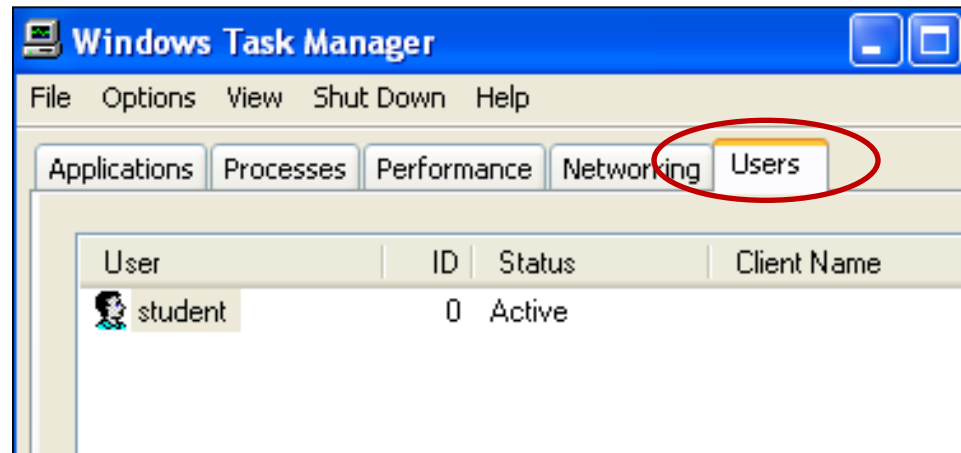 Windows Task Manager
File Options View Shut Down Help
Applications Processes Performance Networking Users
User ID Status Client Name
student 0 Active